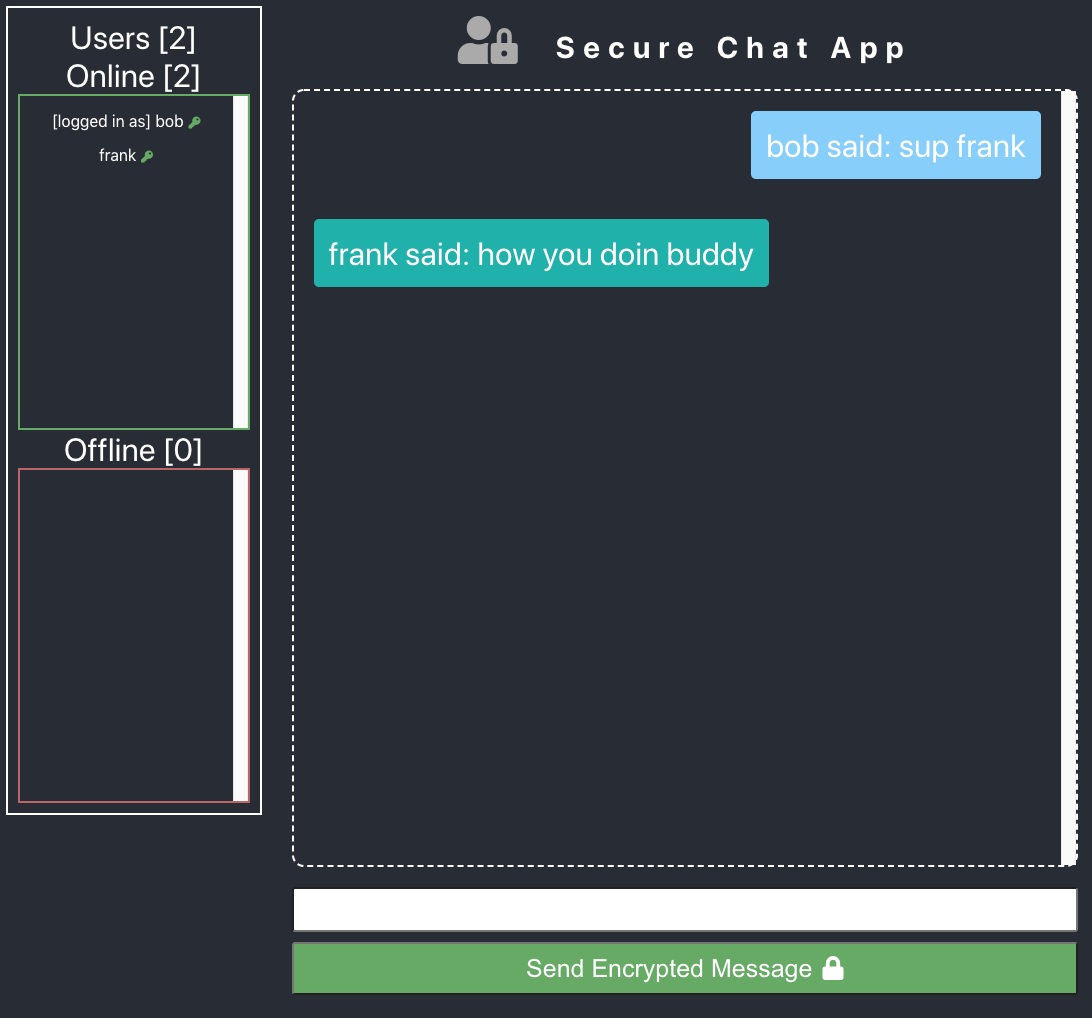 Users [2]
Online [2]
[logged in as] bob
frank
Offline [0]
Secure Chat App
bob said: sup frank
frank said: how you doin buddy
Send Encrypted Message